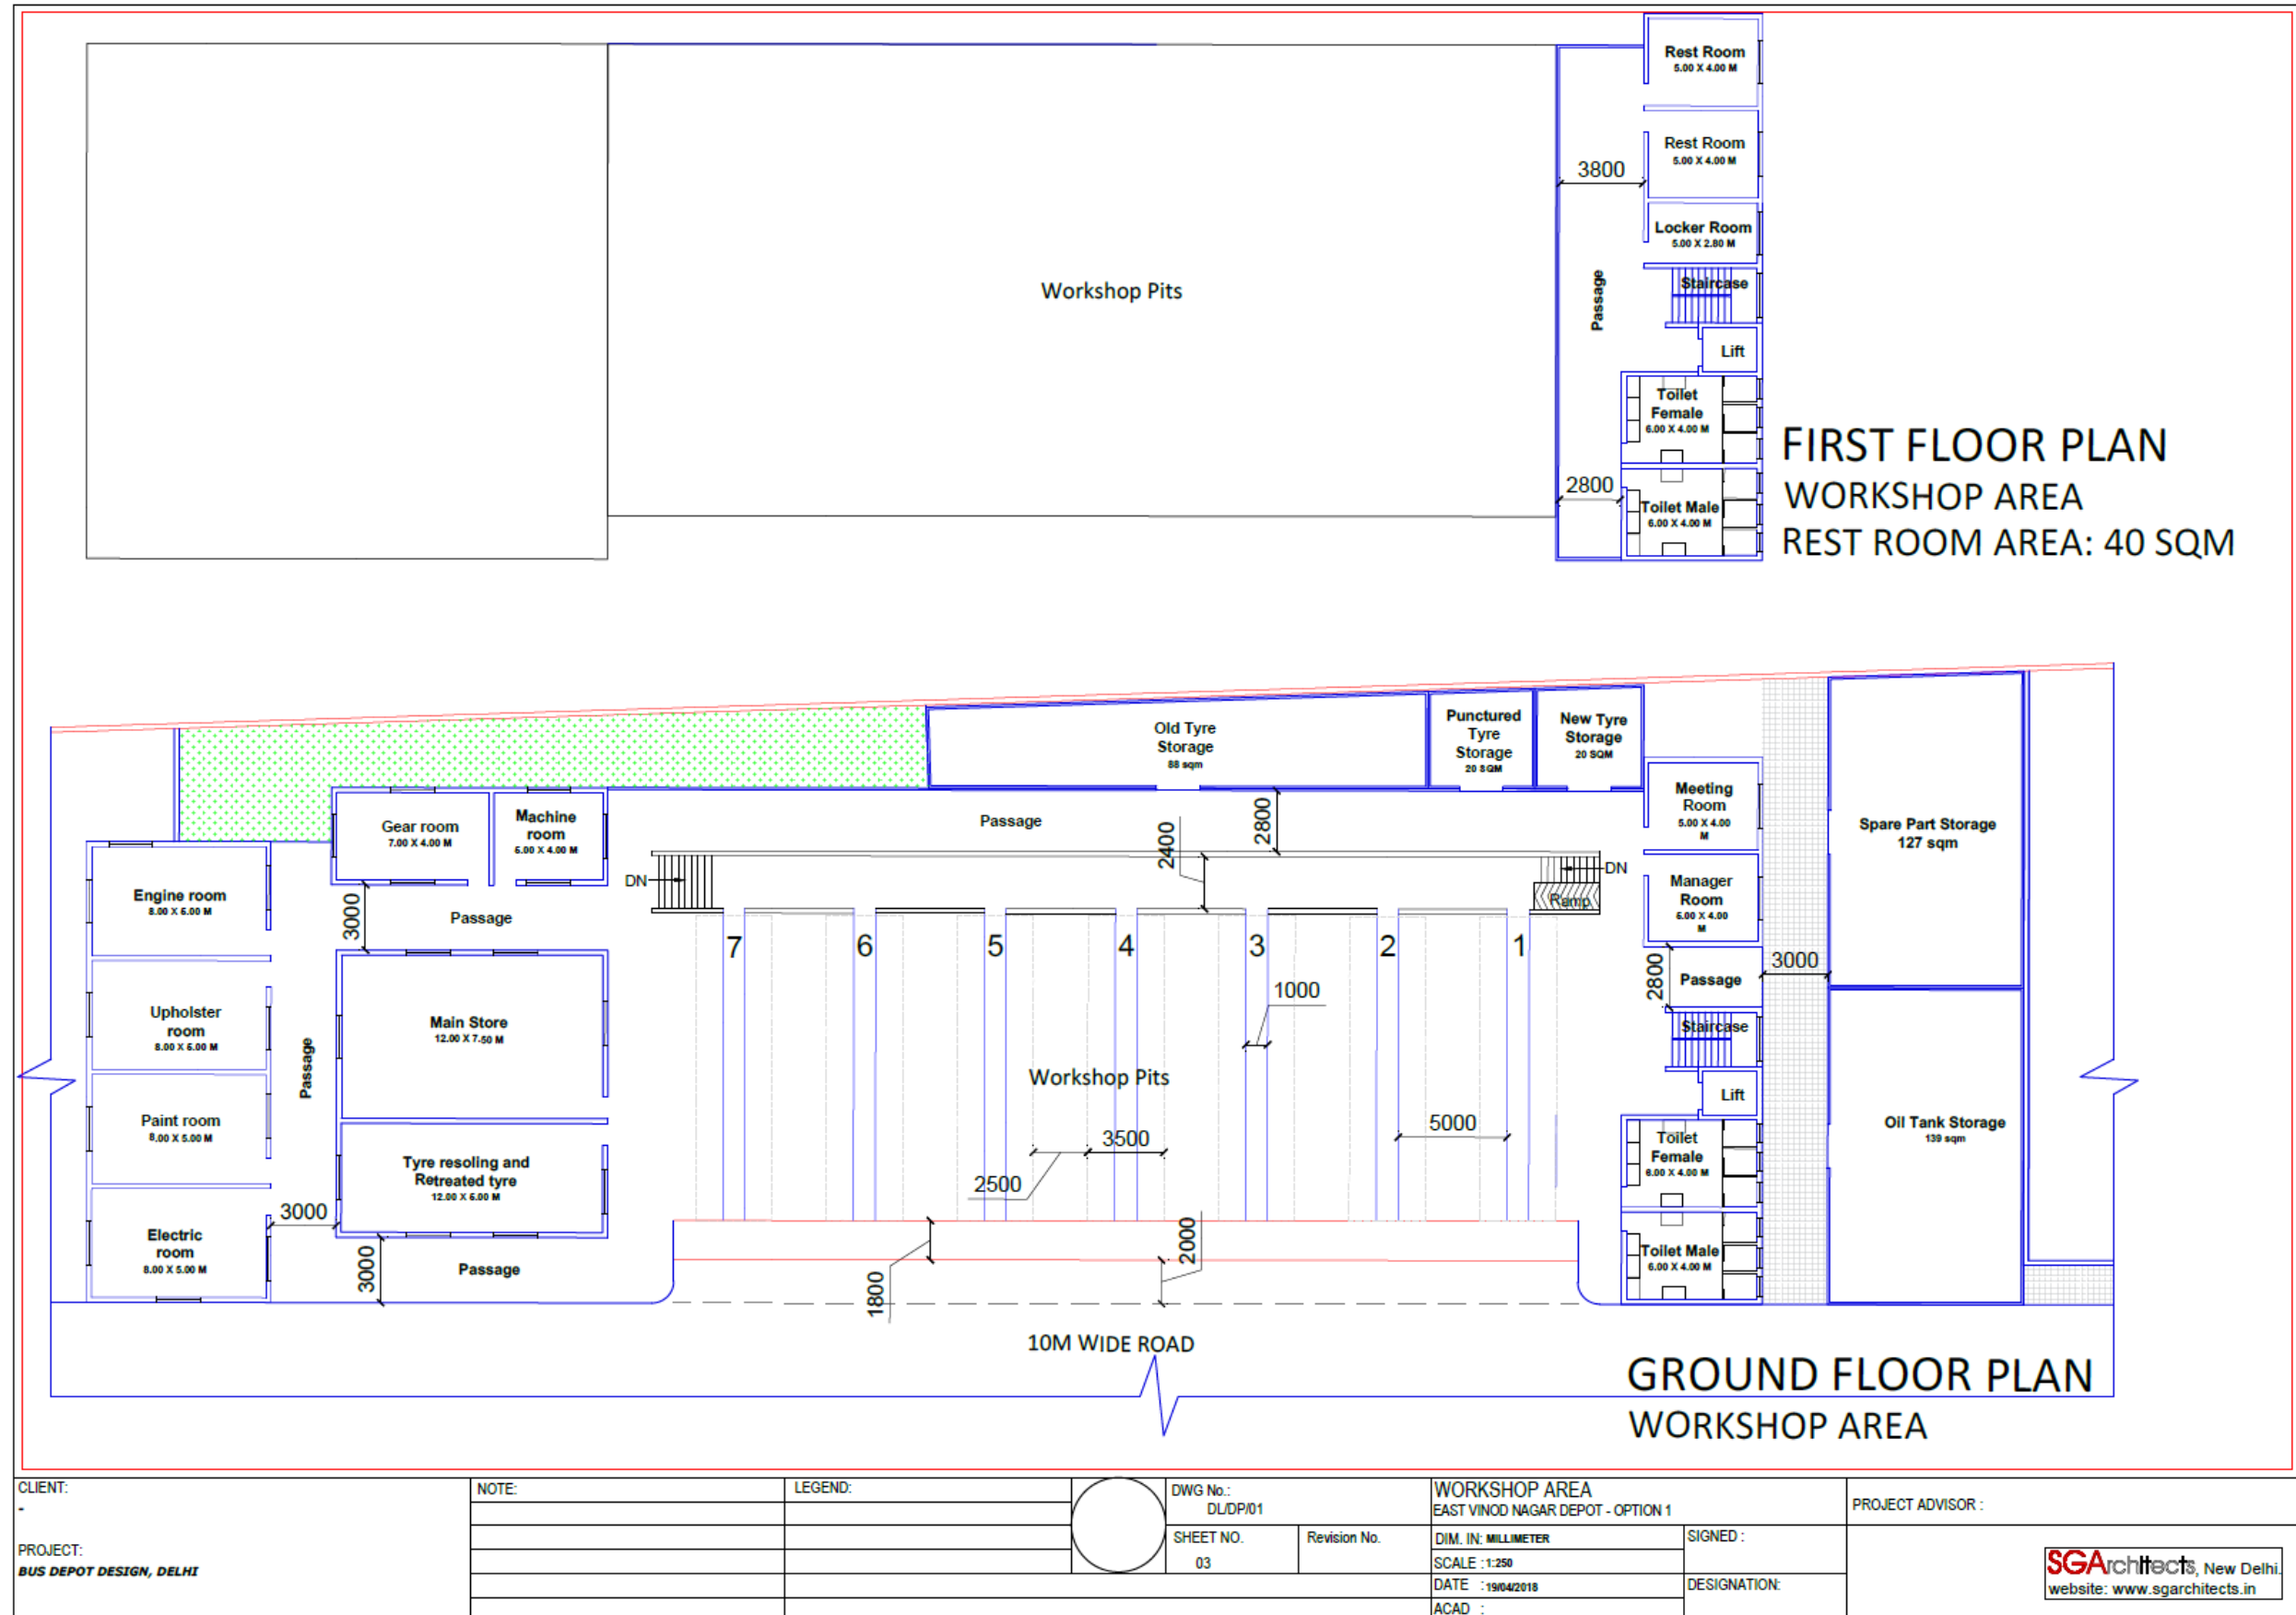 Rest Room
5.00 X 4.00 M
Rest Room
5.00 X 4.00 M
3800
Locker Room
5.00 X 2.80 M
Passage
Staircase
Workshop Pits
Lift
Toilet
Female
6.00 X 4.00 M
2800
Toilet Male
6.00 X 4.00 M
FIRST FLOOR PLAN
WORKSHOP AREA
REST ROOM AREA: 40 SQM
Old Tyre
Storage
88 sqm
Punctured
Tyre
Storage
20 SQM
New Tyre
Storage
20 SQM
Gear room
7.00 X 4.00 M
Machine
room
5.00 X 4.00 M
Passage
2400
2800
Meeting
Room
5.00 X 4.00
M
Spare Part Storage
127 sqm
Engine room
8.00 X 5.00 M
3000
Passage
DN
DN
Ramp
Manager
Room
5.00 X 4.00
M
7
6
5
4
3
2
1
2800
Passage
3000
Upholster
room
8.00 X 5.00 M
Passage
Main Store
12.00 X 7.50 M
1000
Staircase
Workshop Pits
Lift
Paint room
8.00 X 5.00 M
Tyre resoling and
Retreated tyre
12.00 X 5.00 M
2500
3500
5000
Toilet
Female
6.00 X 4.00 M
Oil Tank Storage
139 sqm
Electric
room
8.00 X 5.00 M
3000
3000
Passage
1800
2000
Toilet Male
6.00 X 4.00 M
10M WIDE ROAD
GROUND FLOOR PLAN
WORKSHOP AREA
CLIENT:
-
PROJECT:
BUS DEPOT DESIGN, DELHI
NOTE:
LEGEND:
DWG No.:
DL/DP/01
SHEET NO.
03
Revision No.
WORKSHOP AREA
EAST VINOD NAGAR DEPOT - OPTION 1
DIM. IN: MILLIMETER
SCALE : 1:250
DATE : 19/04/2018
ACAD :
SIGNED :
DESIGNATION:
PROJECT ADVISOR :
SGArchitects, New Delhi.
website: www.sgarchitects.in